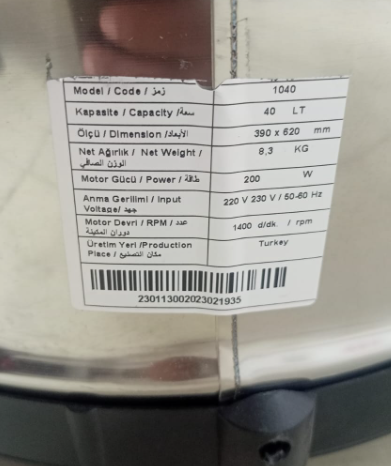 Model / Code / رمز 1040
Kapasite / Capacity /سعة 40 LT
Ölçü / Dimension /الأبعاد 390 x 620 mm
Net Ağırlık / Net Weight / 8,3 KG
الوزن الصافي
Motor Gücü / Power / طاقة 200 W
Anma Gerilimi / Input 220 V 230 V / 50-60 Hz
Voltage/ جهد
Motor Devri / RPM / عدد 1400 d/dk. / rpm
دوران المكينة
Üretim Yeri /Production Turkey
Place / مكان التصنيع
230113002023021935